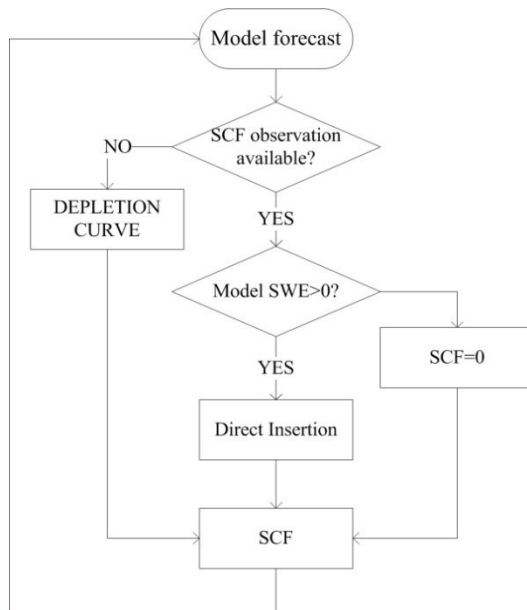 Model forecast
SCF observation
available?
NO
DEPLETION
CURVE
YES
Model SWE>0?
SCF=0
YES
Direct Insertion
SCF